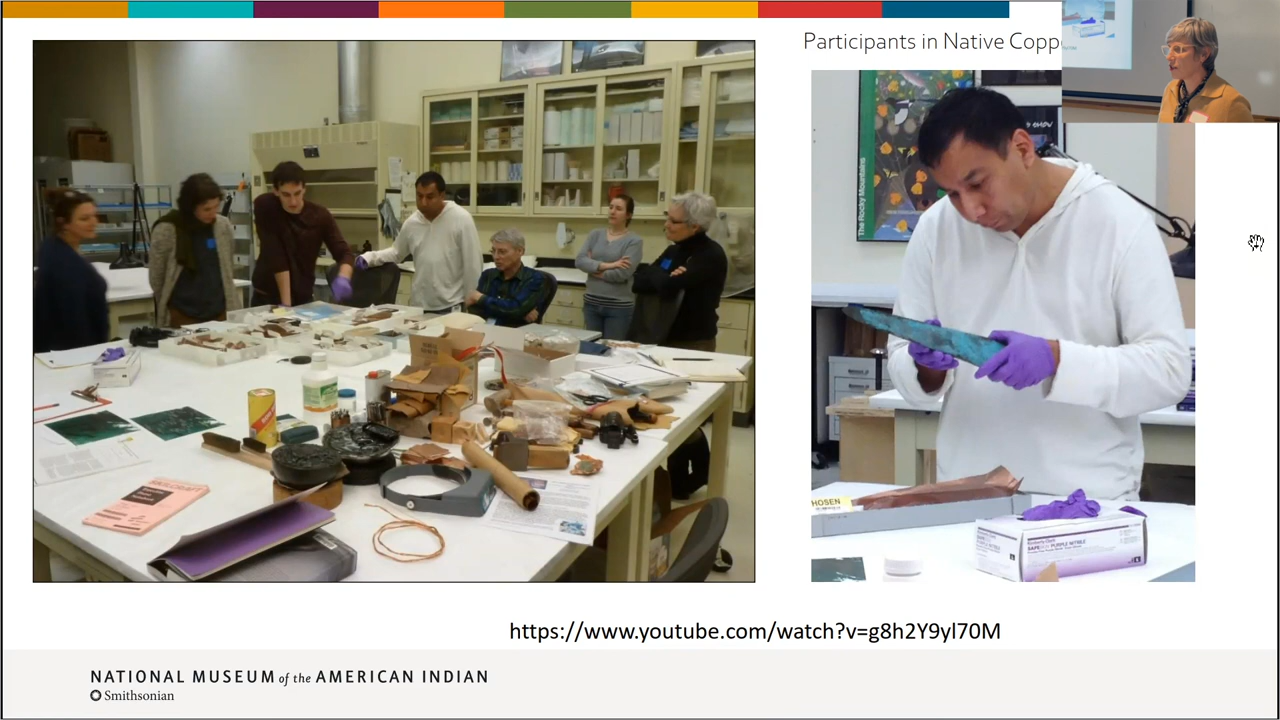 Participants in Native Copp
The Rocky Mountains
HOSEN
SAFESKIN PURPLE NITRILE
https://www.youtube.com/watch?v=g8h2Y9yl70M
NATIONAL MUSEUM of the AMERICAN INDIAN
Smithsonian